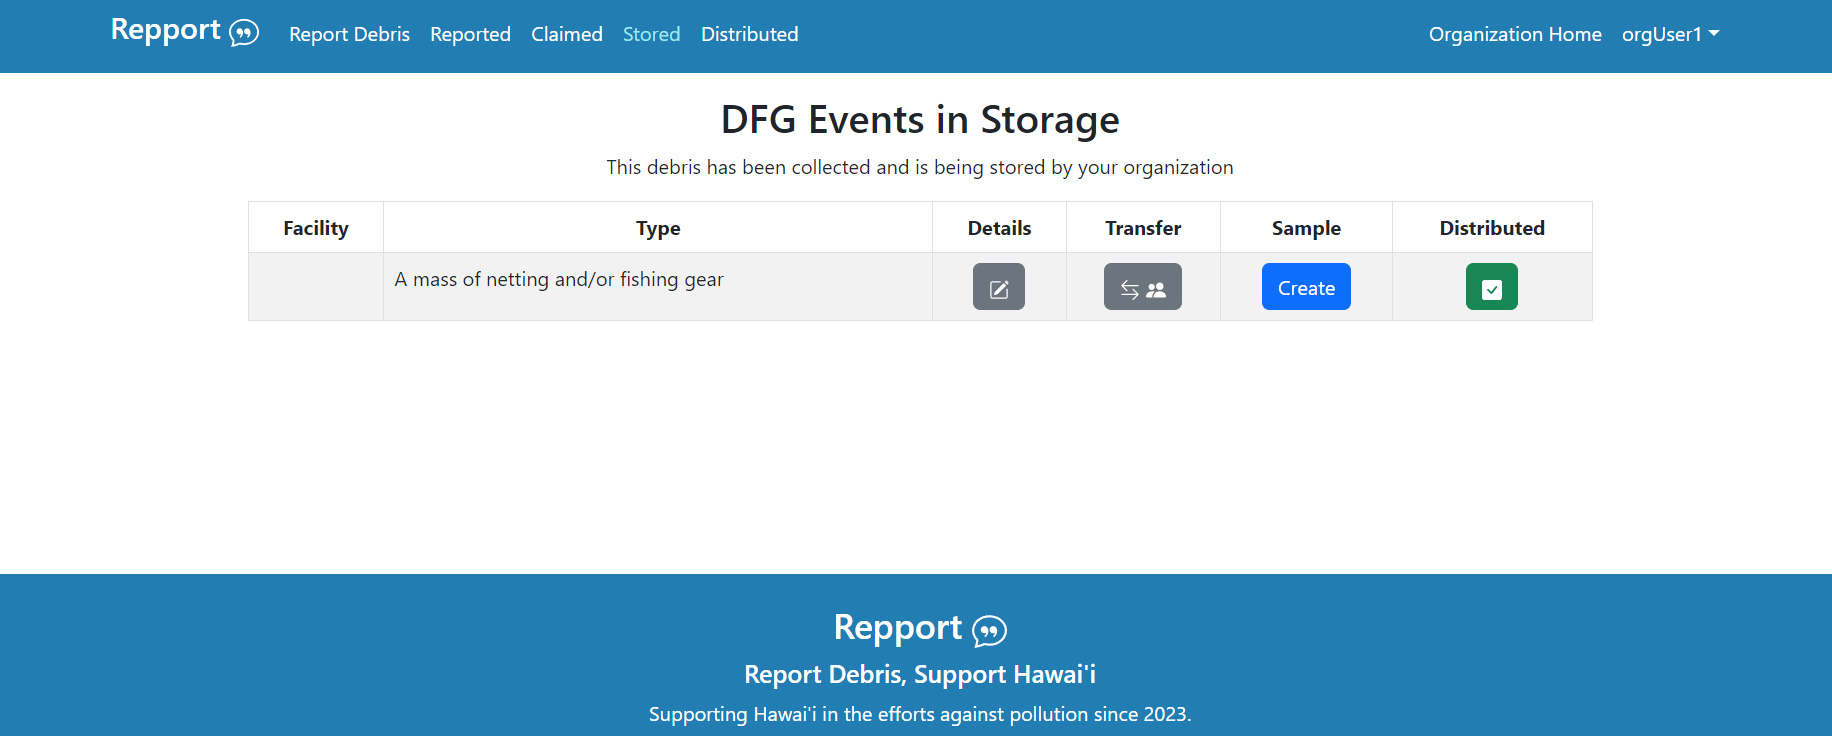 Repport
Report Debris Reported Claimed Stored Distributed Organization Home orgUser1
DFG Events in Storage
This debris has been collected and is being stored by your organization
Facility Type Details Transfer Sample Distributed
A mass of netting and/or fishing gear Create
Repport
Report Debris, Support Hawai'i
Supporting Hawai'i in the efforts against pollution since 2023.